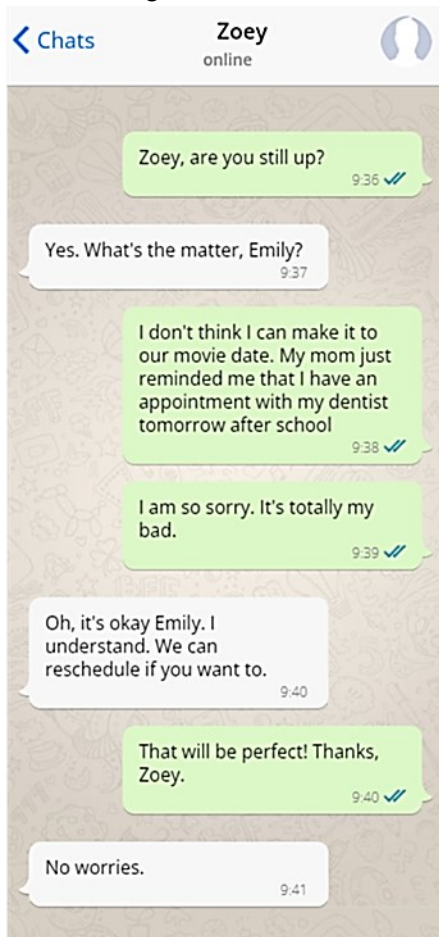 Chats
Zoey
online
Zoey, are you still up?
9:36
Yes. What's the matter, Emily?
9:37
I don't think I can make it to
our movie date. My mom just
reminded me that I have an
appointment with my dentist
tomorrow after school
9:38
I am so sorry. It's totally my
bad.
9:39
Oh, it's okay Emily. I
understand. We can
reschedule if you want to.
9:40
That will be perfect! Thanks,
Zoey.
9:40
No worries.
9:41